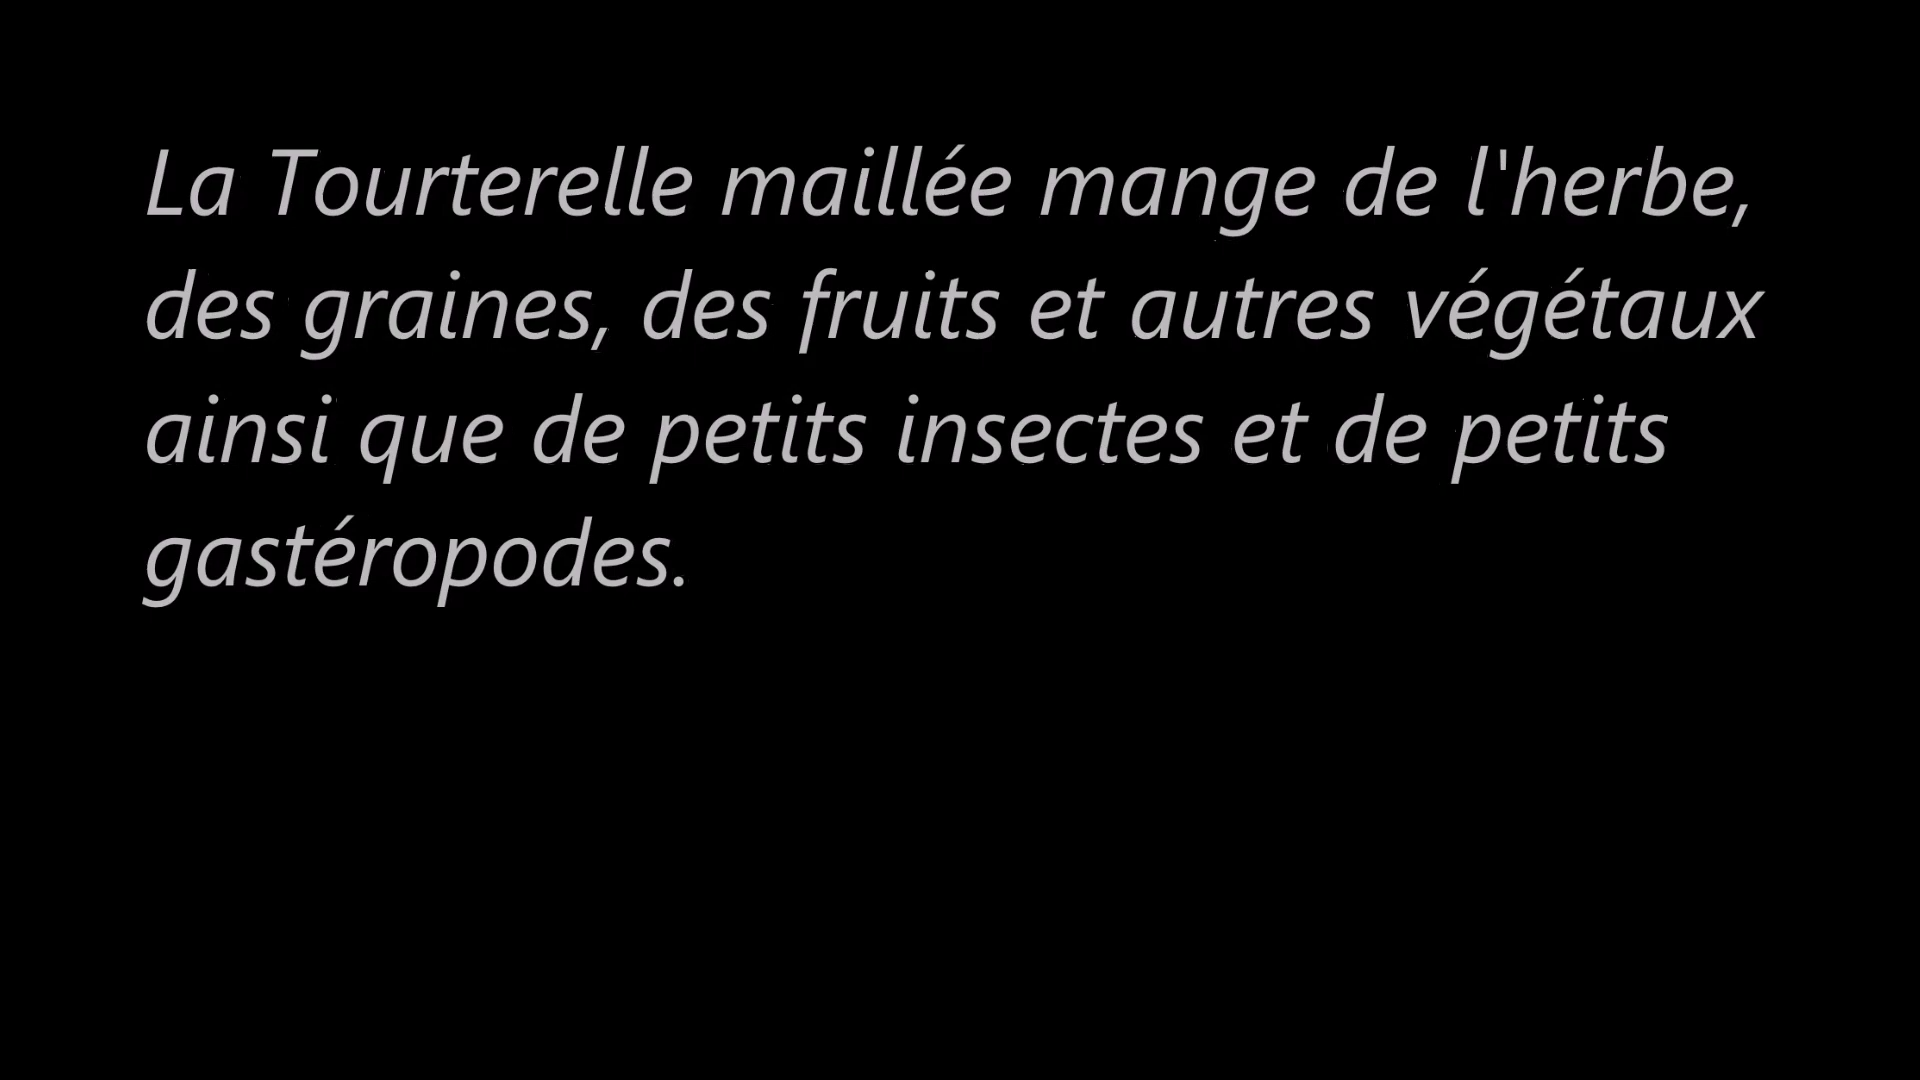 La Tourterelle maillée mange de l'herbe,
des graines, des fruits et autres végétaux
ainsi que de petits insectes et de petits
gastéropodes.